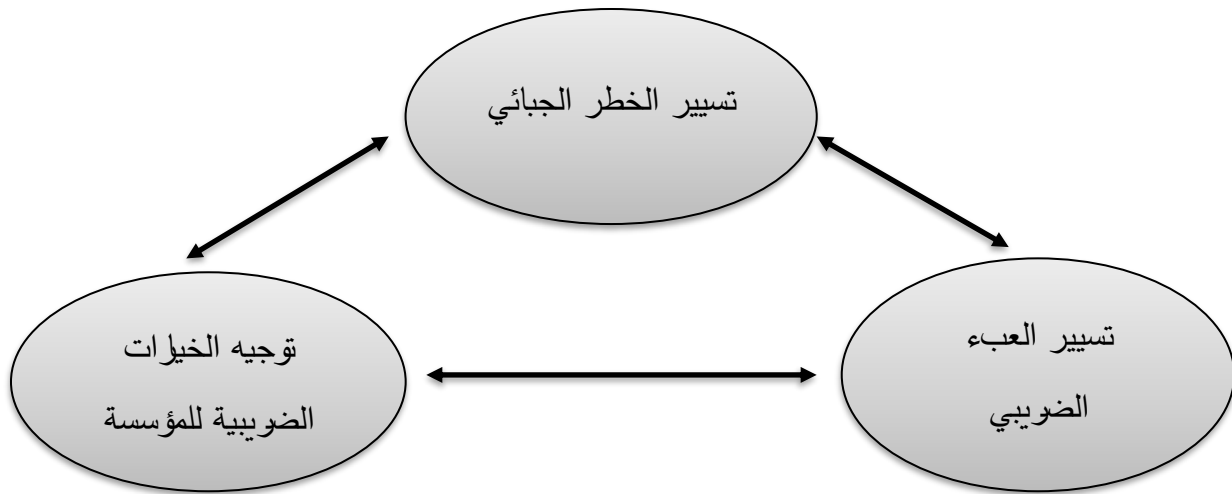 تسيير الخطر الجبائي
تسيير العبء
الضريبي
توجيه الخيارات
الضريبية للمؤسسة